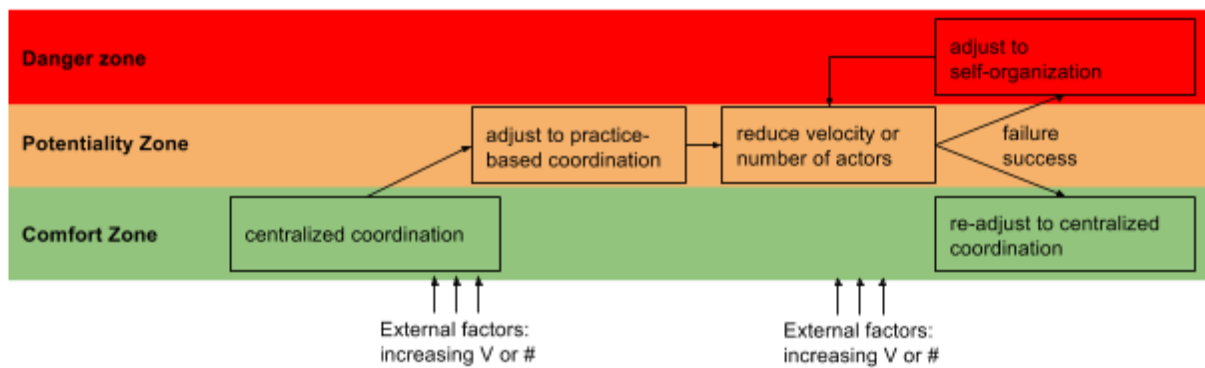 Danger zone
adjust to
self-organization
Potentiality Zone
adjust to practice-
based coordination
reduce velocity or
number of actors
failure
success
Comfort Zone
centralized coordination
re-adjust to centralized
coordination
External factors:
increasing V or #
External factors:
increasing V or #